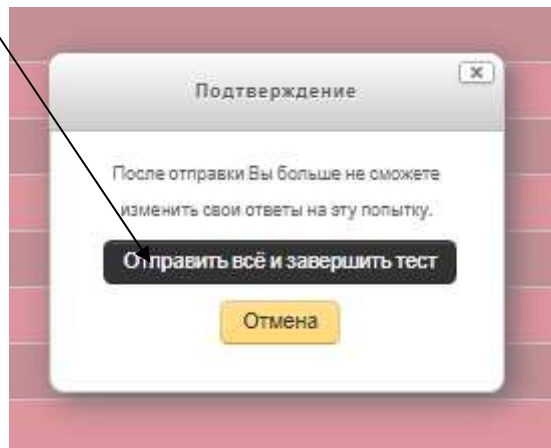 Подтверждение
После отправки Вы больше не сможете
изменить свои ответы на эту попытку.
Отправить всё и завершить тест
Отмена